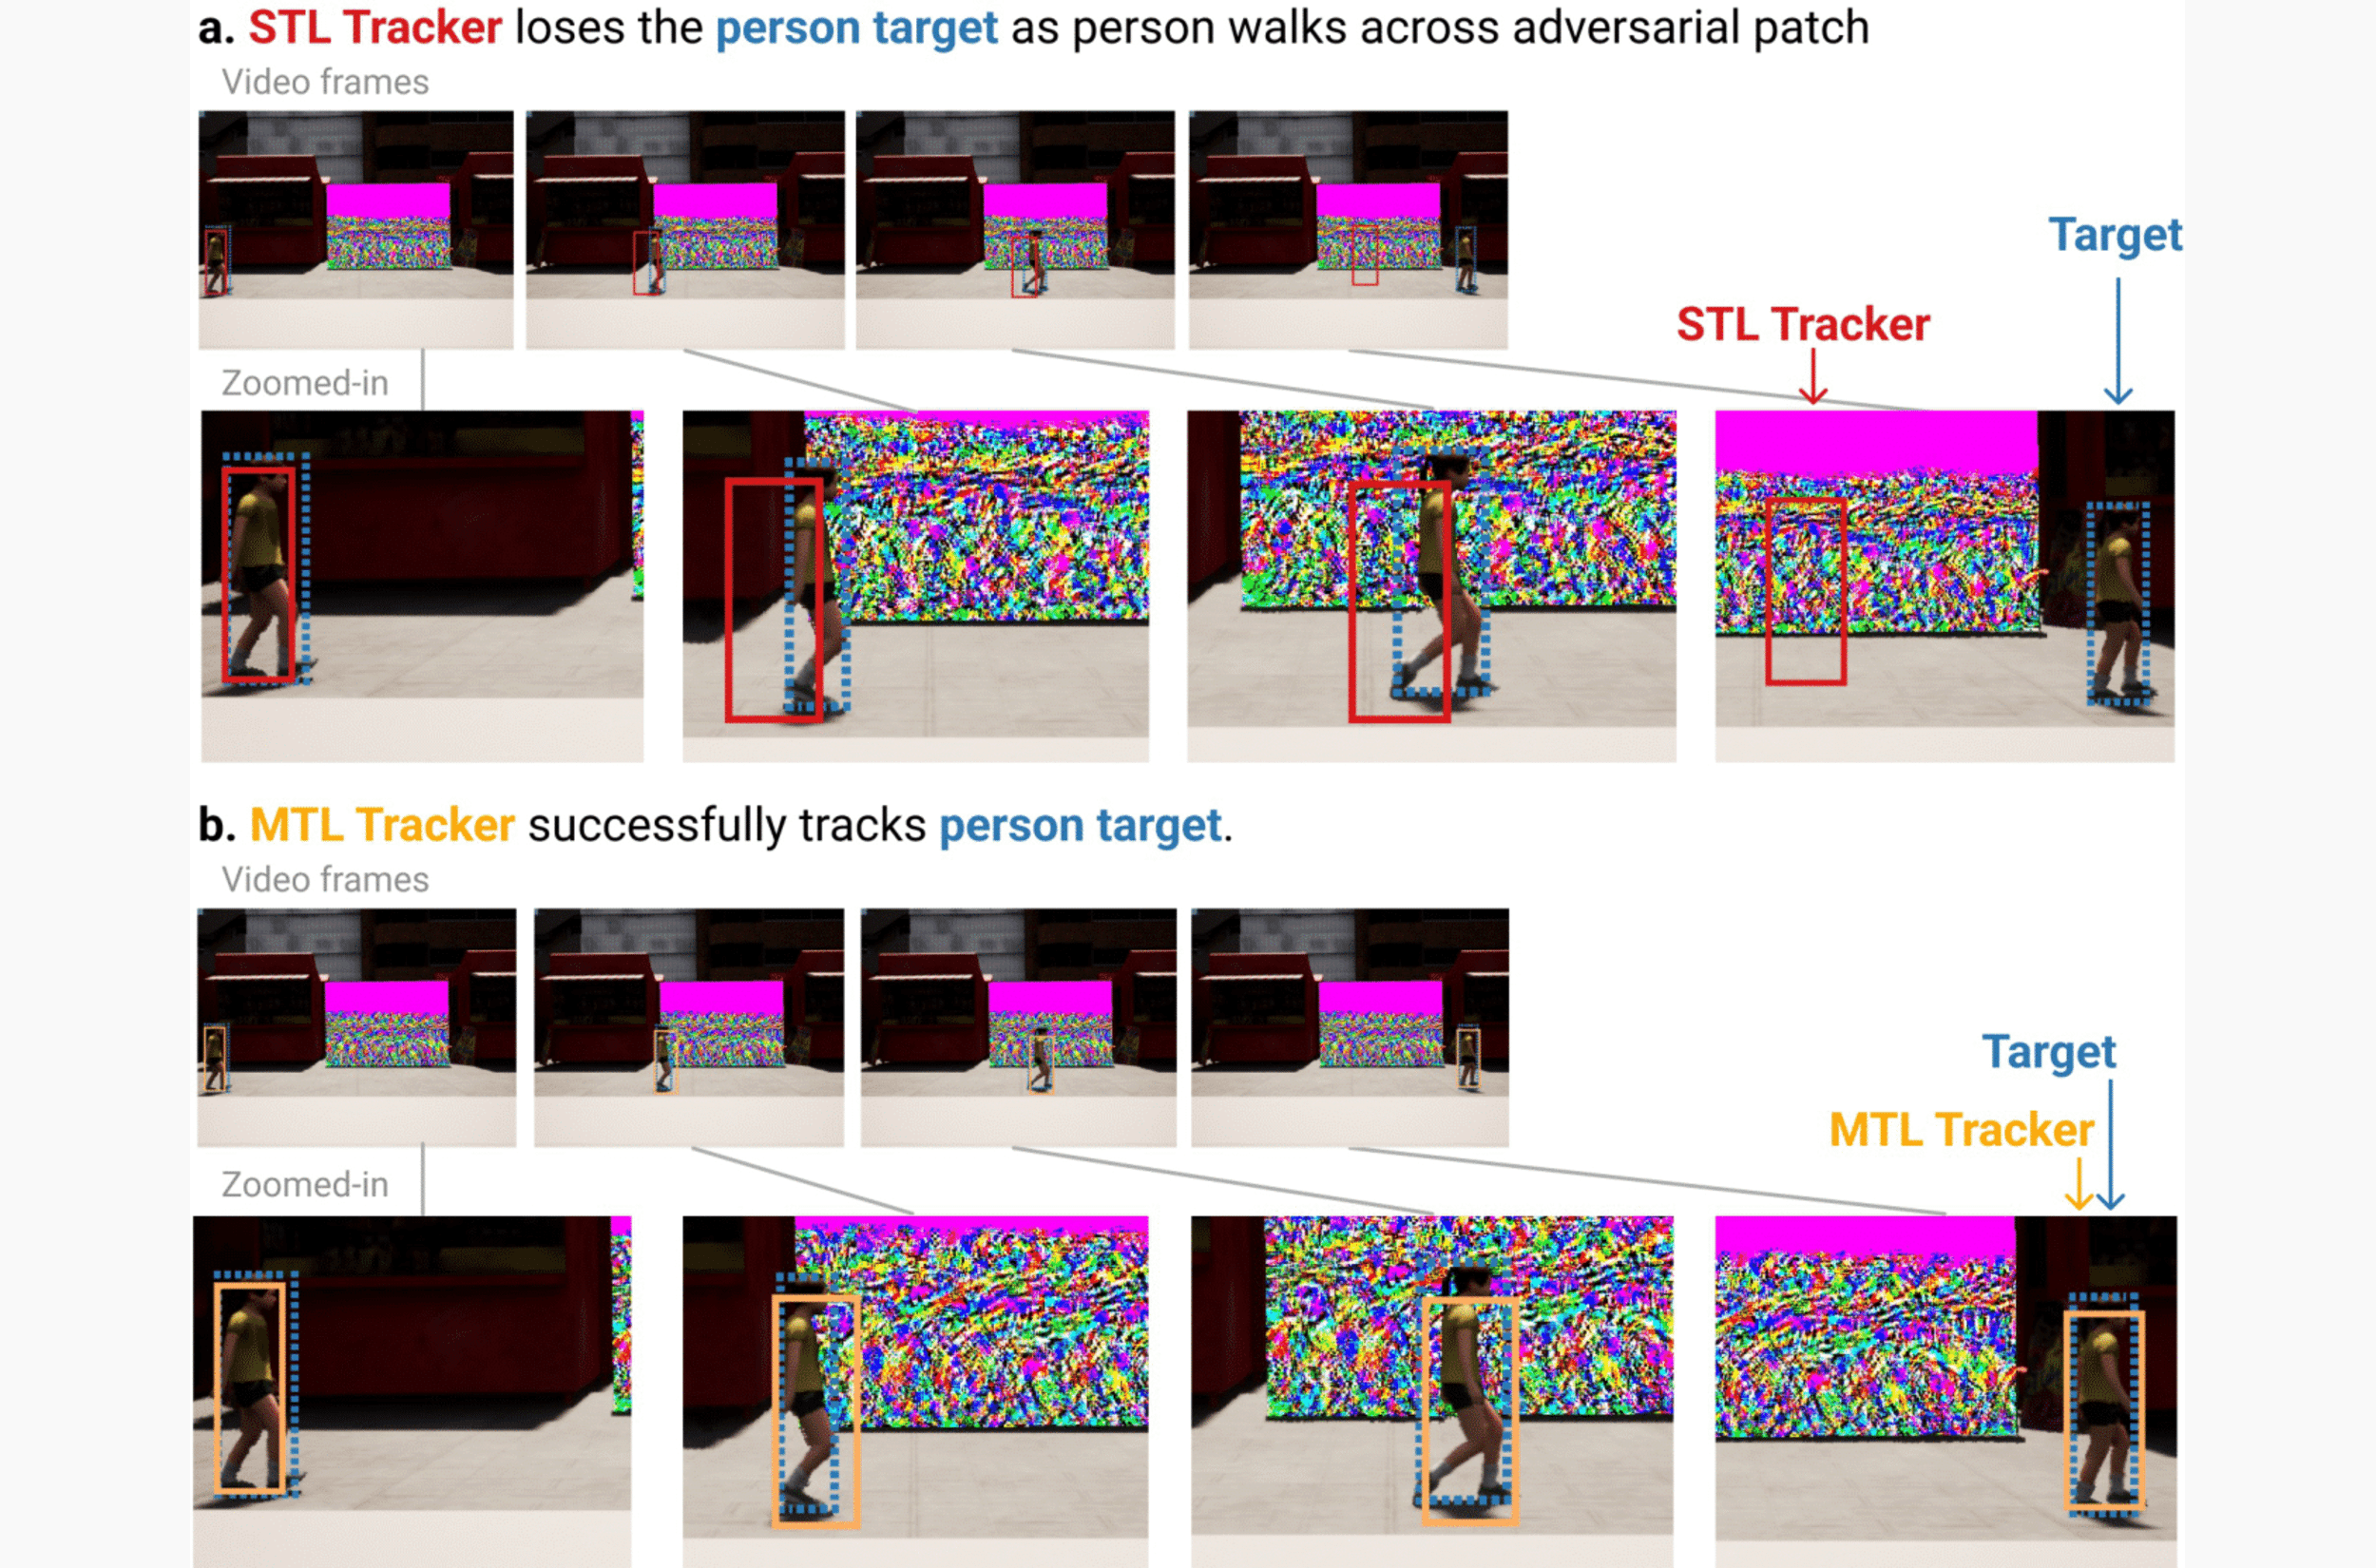 a. STL Tracker loses the person target as person walks across adversarial patch
Video frames
Target
STL Tracker
Zoomed-in
b. MTL Tracker successfully tracks person target.
Video frames
Target
MTL Tracker
Zoomed-in